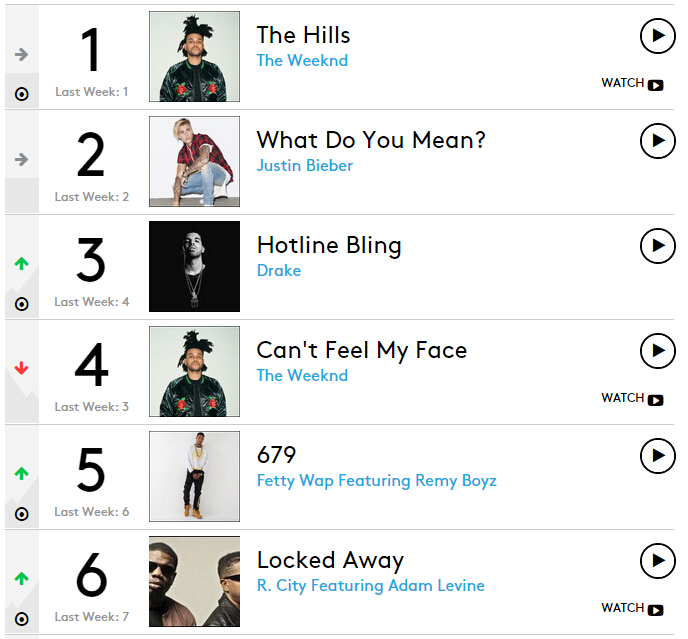 1
Last Week: 1
The Hills
The Weeknd
WATCH
2
Last Week: 2
What Do You Mean?
Justin Bieber
3
Last Week: 4
Hotline Bling
Drake
4
Last Week: 3
Can't Feel My Face
The Weeknd
WATCH
5
Last Week: 6
679
Fetty Wap Featuring Remy Boyz
6
Last Week: 7
Locked Away
R. City Featuring Adam Levine
WATCH